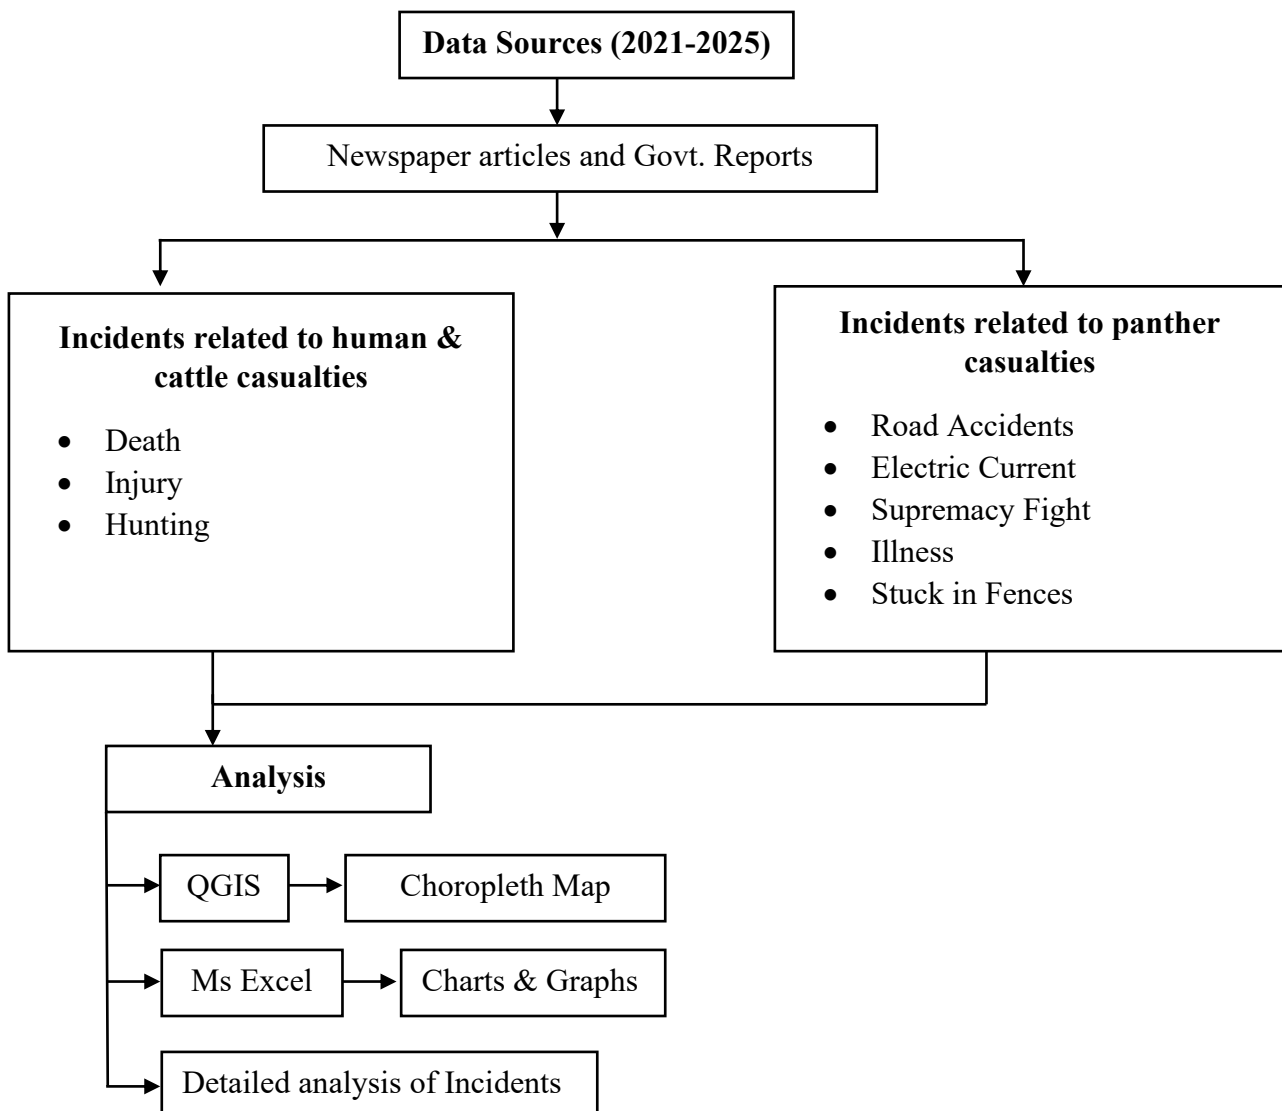 Data Sources (2021-2025)
Newspaper articles and Govt. Reports
Incidents related to human &
cattle casualties
• Death
• Injury
• Hunting
Incidents related to panther
casualties
• Road Accidents
• Electric Current
• Supremacy Fight
• Illness
• Stuck in Fences
Analysis
QGIS
Choropleth Map
Ms Excel
Charts & Graphs
Detailed analysis of Incidents